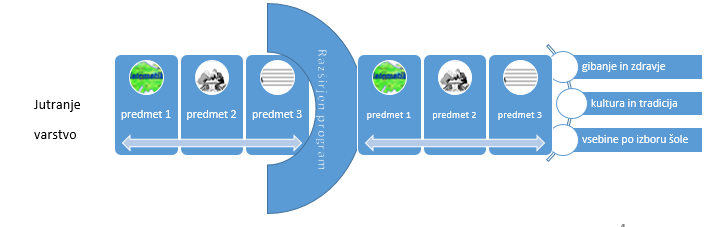 Jutranje
varstvo
predmet 1
predmet 2
predmet 3
Razširjen program
predmet 1
predmet 2
predmet 3
gibanje in zdravje
kultura in tradicija
vsebine po izboru šole